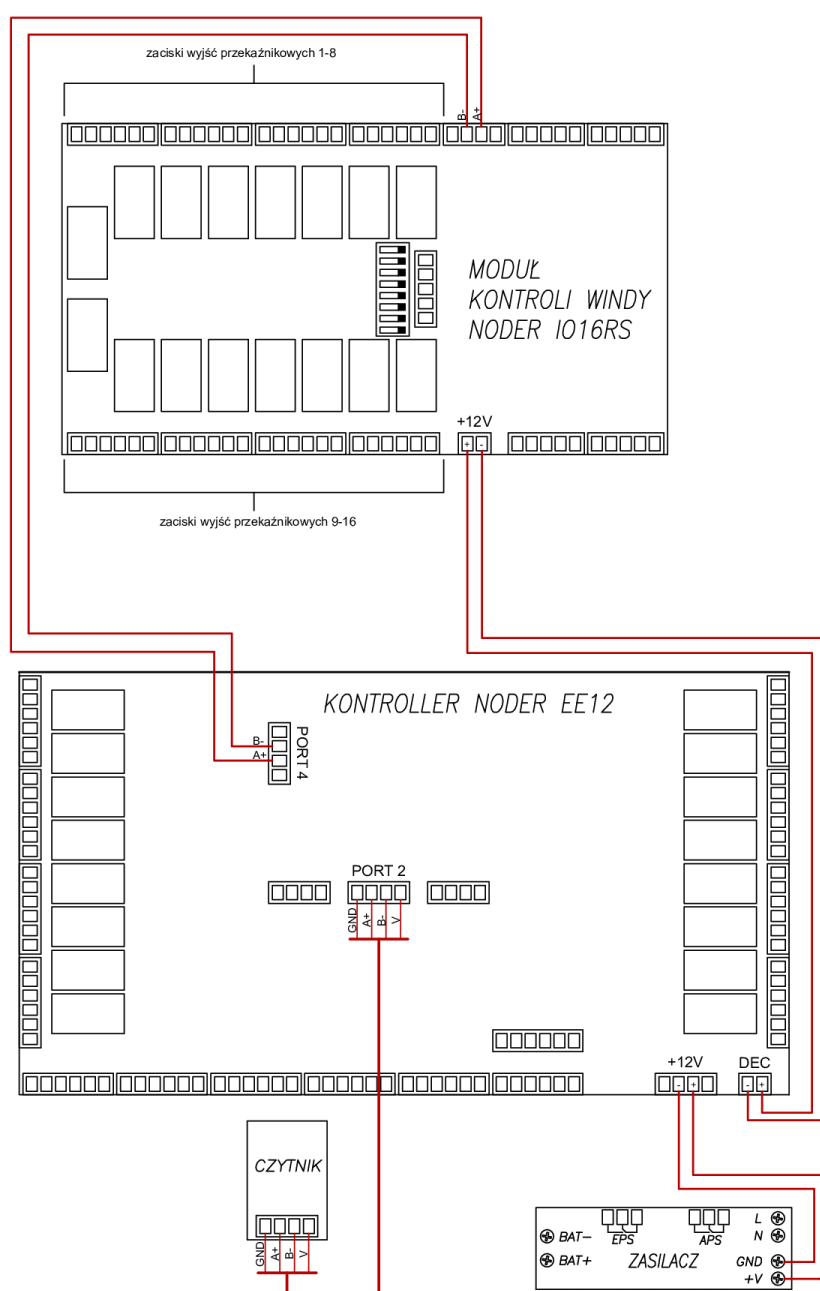 zaciski wyjść przekaźnikowych 1-8
B-
A+
MODUŁ
KONTROLI WINDY
NODER IO16RS
+12V
+ -
zaciski wyjść przekaźnikowych 9-16
KONTROLLER NODER EE12
B-
A+
PORT 4
PORT 2
GND
A+
B-
V
+12V
DEC
- +
- +
CZYTNIK
GND
A+
B-
V
L
N
BAT-
EPS
APS
BAT+
ZASILACZ
GND
+V